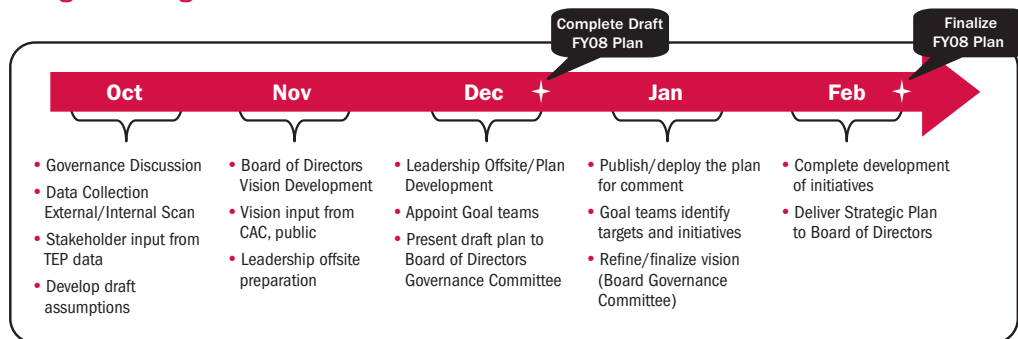 Complete Draft
FY08 Plan
Finalize
FY08 Plan
Oct
Nov
Dec
Jan
Feb
• Governance Discussion
• Data Collection
External/Internal Scan
• Stakeholder input from
TEP data
• Develop draft
assumptions
• Board of Directors
Vision Development
• Vision input from
CAC, public
• Leadership offsite
preparation
• Leadership Offsite/Plan
Development
• Appoint Goal teams
• Present draft plan to
Board of Directors
Governance Committee
• Publish/deploy the plan
for comment
• Goal teams identify
targets and initiatives
• Refine/finalize vision
(Board Governance
Committee)
• Complete development
of initiatives
• Deliver Strategic Plan
to Board of Directors